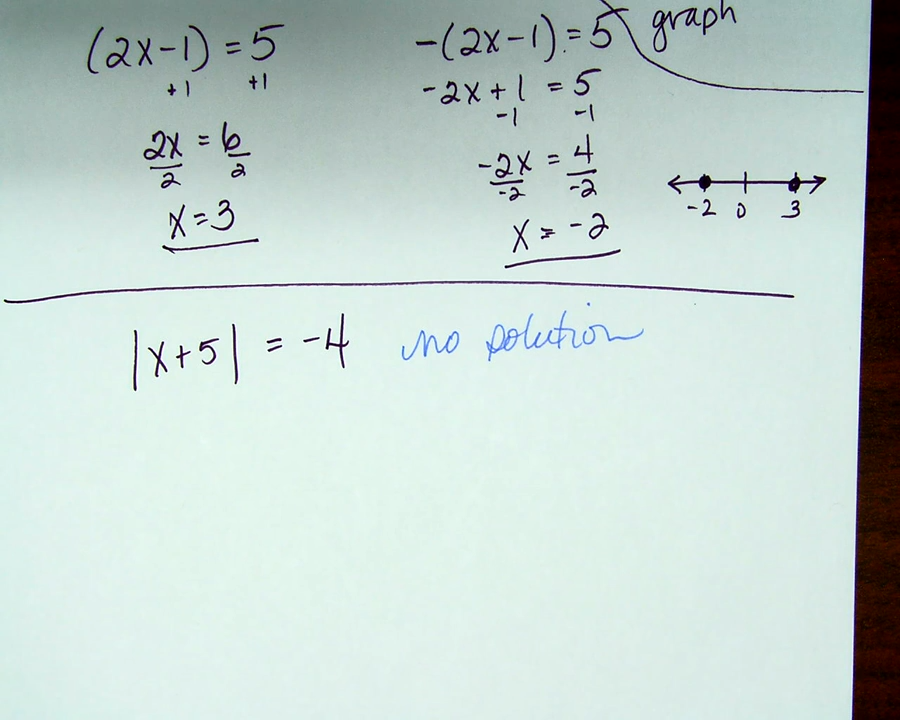 (2x-1) = 5
+1 +1
2x = 6
2 2
x = 3
-(2x-1) = 5
-2x+1 = 5
-1 -1
-2x = 4
-2 -2
x = -2
graph
-2 0 3
|x+5| = -4 no solution